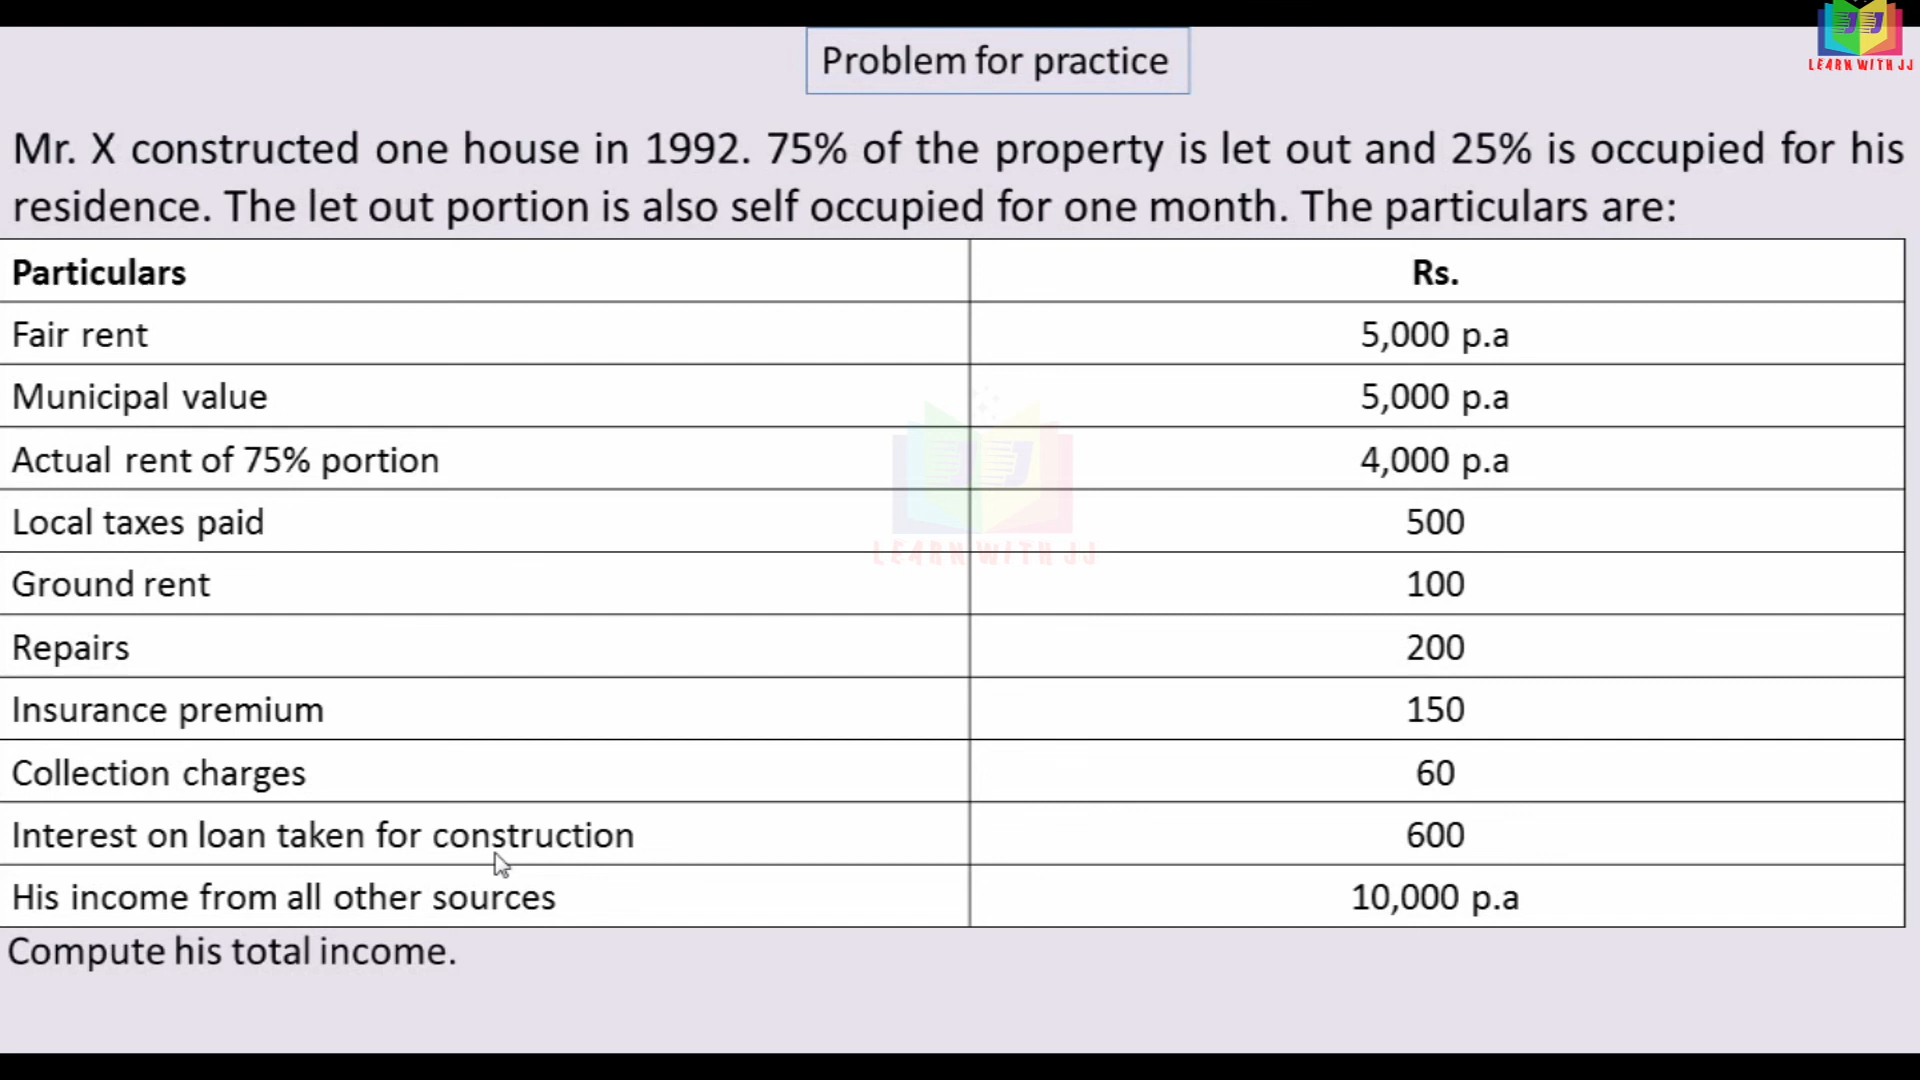 LEARN WITH JJ
Problem for practice
Mr. X constructed one house in 1992. 75% of the property is let out and 25% is occupied for his
residence. The let out portion is also self occupied for one month. The particulars are:
Particulars Rs.
Fair rent 5,000 p.a
Municipal value 5,000 p.a
Actual rent of 75% portion 4,000 p.a
Local taxes paid 500
LEARN WITH JJ
Ground rent 100
Repairs 200
Insurance premium 150
Collection charges 60
Interest on loan taken for construction 600
His income from all other sources 10,000 p.a
Compute his total income.